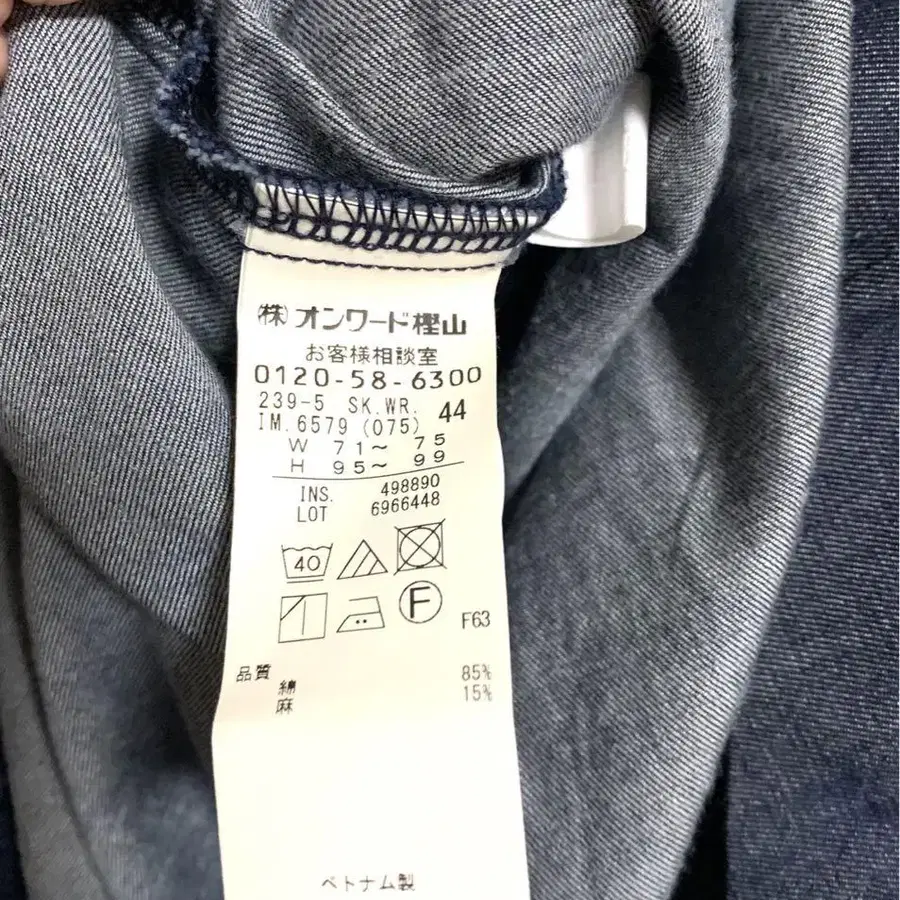 (株)オンワード樫山
お客様相談室
0120-58-6300
239-5 SK.WR. 44
IM.6579 (075)
W 71～ 75
H 95～ 99
INS. 498890
LOT 6966448
40
F
F63
品質
綿 85%
麻 15%
ベトナム製